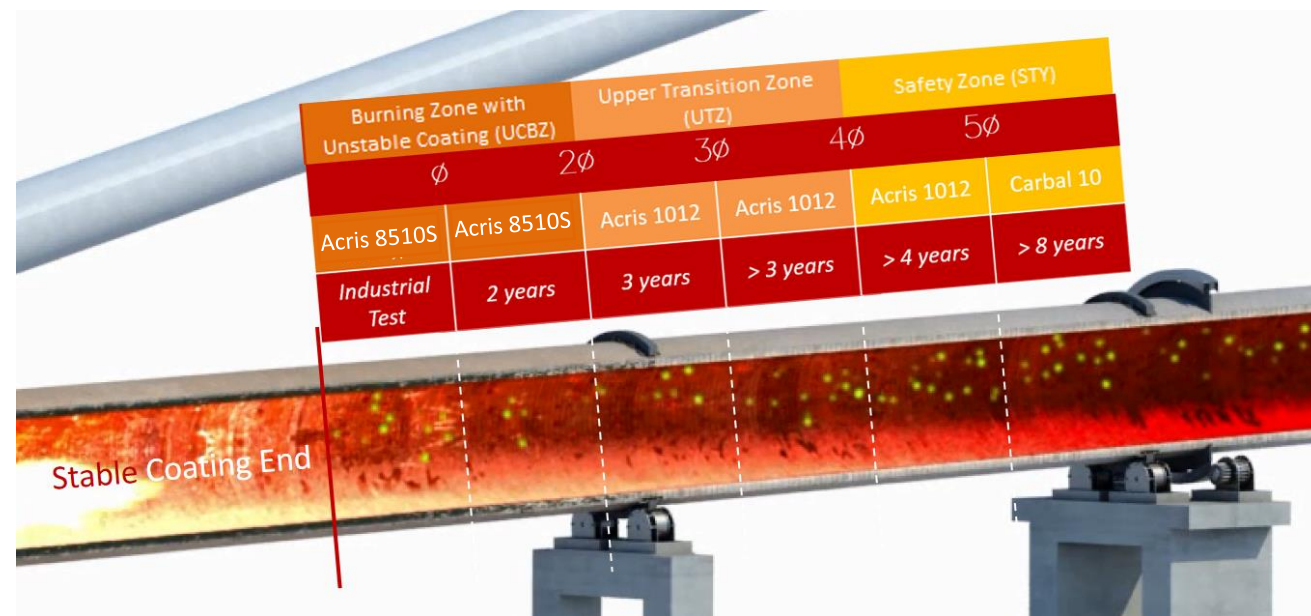 Burning Zone with
Unstable Coating (UCBZ)
Upper Transition Zone
(UTZ)
Safety Zone (STY)
Ø 2Ø 3Ø 4Ø 5Ø
Acris 8510S Acris 8510S Acris 1012 Acris 1012 Acris 1012 Carbal 10
Industrial
Test
2 years 3 years > 3 years > 4 years > 8 years
Stable Coating End